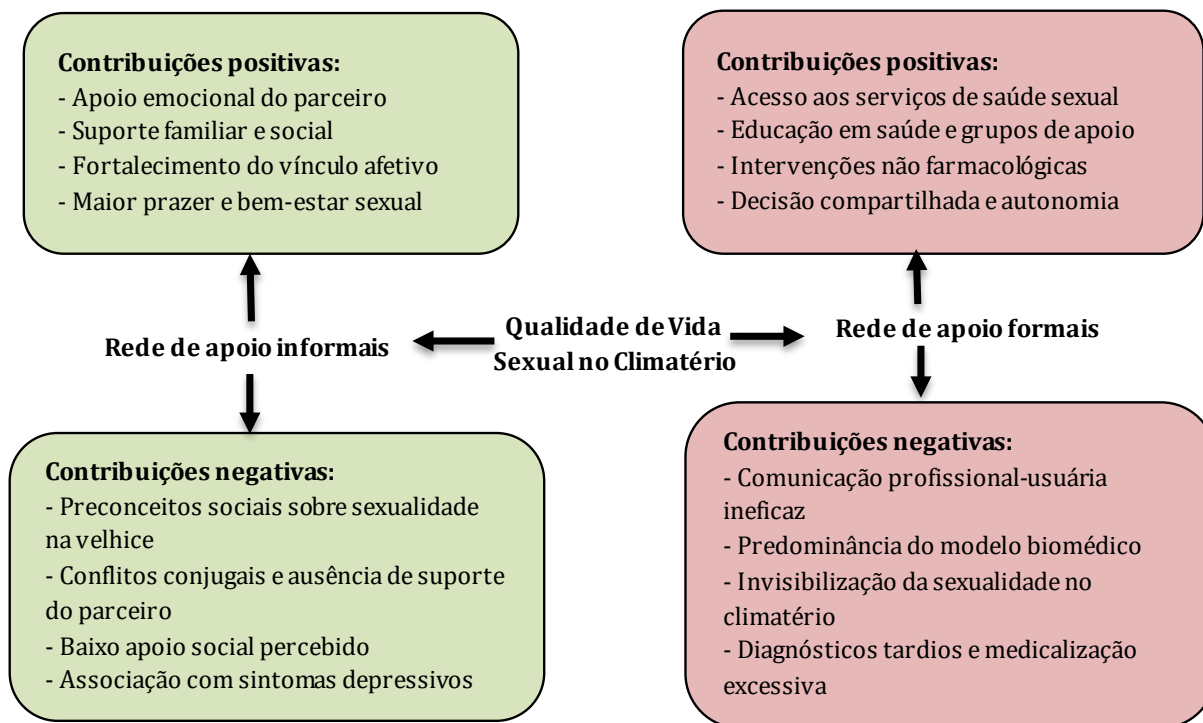 Contribuições positivas:
- Apoio emocional do parceiro
- Suporte familiar e social
- Fortalecimento do vínculo afetivo
- Maior prazer e bem-estar sexual
Contribuições positivas:
- Acesso aos serviços de saúde sexual
- Educação em saúde e grupos de apoio
- Intervenções não farmacológicas
- Decisão compartilhada e autonomia
Rede de apoio informais
Qualidade de Vida
Sexual no Climatério
Rede de apoio formais
Contribuições negativas:
- Preconceitos sociais sobre sexualidade
na velhice
- Conflitos conjugais e ausência de suporte
do parceiro
- Baixo apoio social percebido
- Associação com sintomas depressivos
Contribuições negativas:
- Comunicação profissional-usuária
ineficaz
- Predominância do modelo biomédico
- Invisibilização da sexualidade no
climatério
- Diagnósticos tardios e medicalização
excessiva